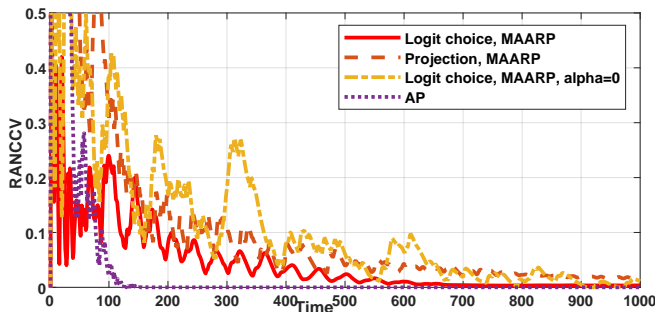 0.5
0.4
0.3
0.2
0.1
0
RANCCV
Logit choice, MAARP
Projection, MAARP
Logit choice, MAARP, alpha=0
AP
0 100 200 300 400 500 600 700 800 900 1000
Time